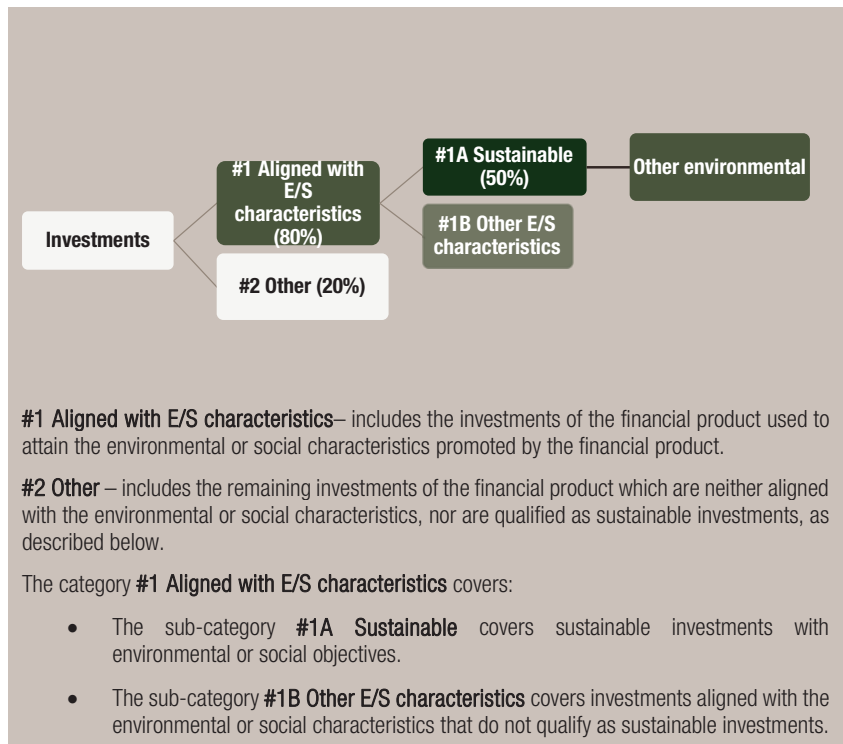 #1 Aligned with
E/S
characteristics
(80%)
#1A Sustainable
(50%)
Other environmental
#1B Other E/S
characteristics
Investments
#2 Other (20%)
#1 Aligned with E/S characteristics– includes the investments of the financial product used to
attain the environmental or social characteristics promoted by the financial product.
#2 Other – includes the remaining investments of the financial product which are neither aligned
with the environmental or social characteristics, nor are qualified as sustainable investments, as
described below.
The category #1 Aligned with E/S characteristics covers:
• The sub-category #1A Sustainable covers sustainable investments with
environmental or social objectives.
• The sub-category #1B Other E/S characteristics covers investments aligned with the
environmental or social characteristics that do not qualify as sustainable investments.